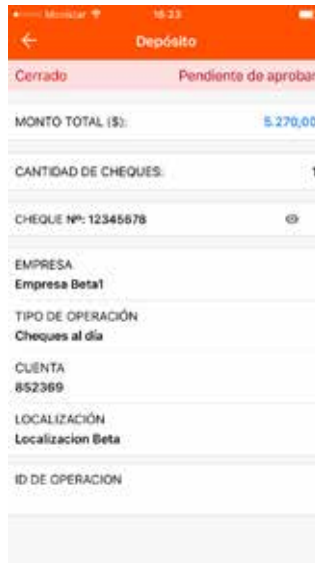 Movistar 16:23
Depósito
Cerrado Pendiente de aprobar
MONTO TOTAL ($): 5.270,00
CANTIDAD DE CHEQUES: 1
CHEQUE Nº: 12345678
EMPRESA
Empresa Beta1
TIPO DE OPERACIÓN
Cheques al día
CUENTA
852369
LOCALIZACIÓN
Localizacion Beta
ID DE OPERACION